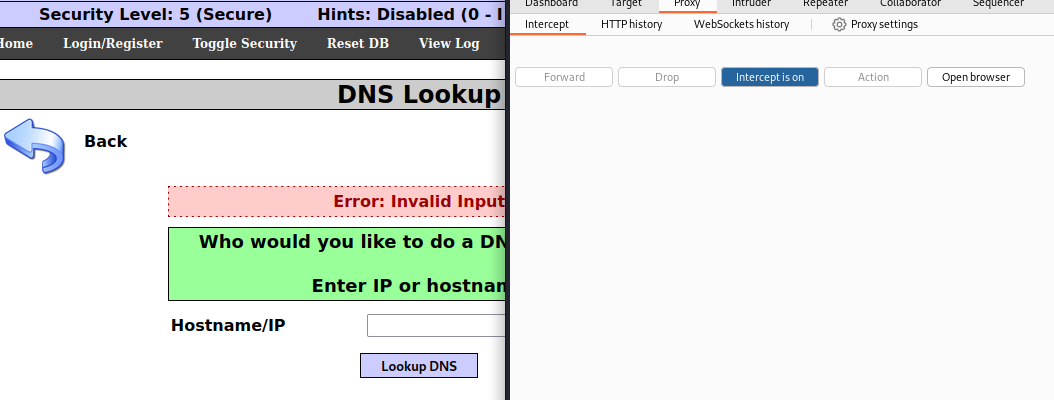 Security Level: 5 (Secure) Hints: Disabled (0 - I
Home Login/Register Toggle Security Reset DB View Log
DNS Lookup
Back
Error: Invalid Input
Who would you like to do a DN
Enter IP or hostnam
Hostname/IP
Lookup DNS
Dashboard Target Proxy Intruder Repeater Collaborator Sequencer
Intercept HTTP history WebSockets history Proxy settings
Forward Drop Intercept is on Action Open browser